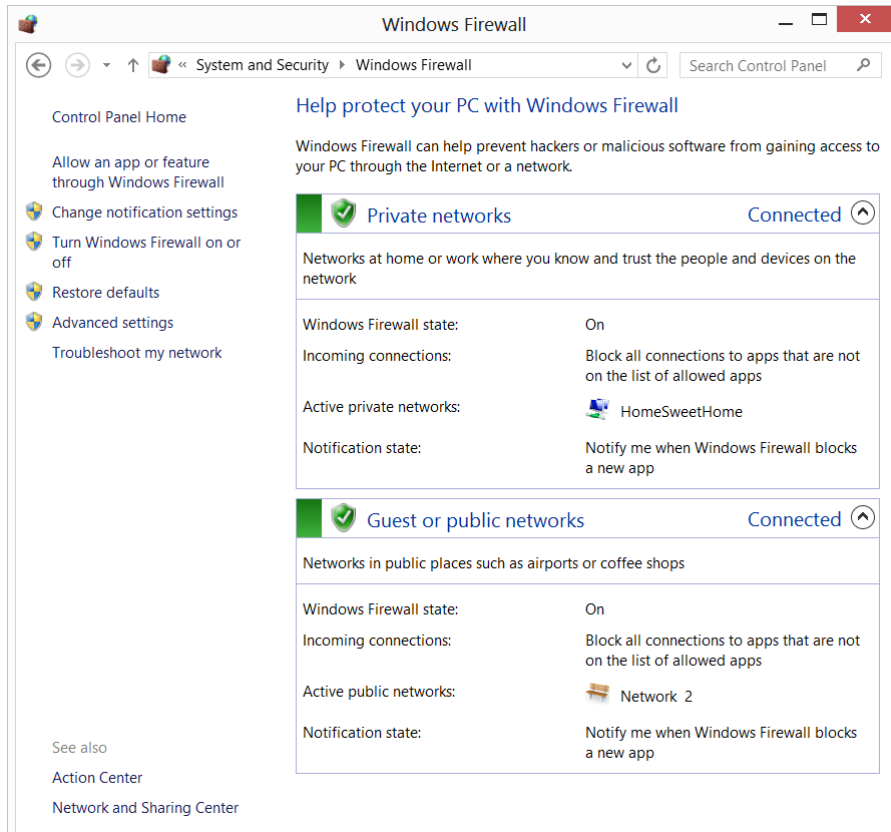 Windows Firewall
« System and Security Windows Firewall
Search Control Panel
Control Panel Home
Allow an app or feature
through Windows Firewall
Change notification settings
Turn Windows Firewall on or
off
Restore defaults
Advanced settings
Troubleshoot my network
See also
Action Center
Network and Sharing Center
Help protect your PC with Windows Firewall
Windows Firewall can help prevent hackers or malicious software from gaining access to
your PC through the Internet or a network.
Private networks Connected
Networks at home or work where you know and trust the people and devices on the
network
Windows Firewall state: On
Incoming connections: Block all connections to apps that are not
on the list of allowed apps
Active private networks: HomeSweetHome
Notification state: Notify me when Windows Firewall blocks
a new app
Guest or public networks Connected
Networks in public places such as airports or coffee shops
Windows Firewall state: On
Incoming connections: Block all connections to apps that are not
on the list of allowed apps
Active public networks: Network 2
Notification state: Notify me when Windows Firewall blocks
a new app